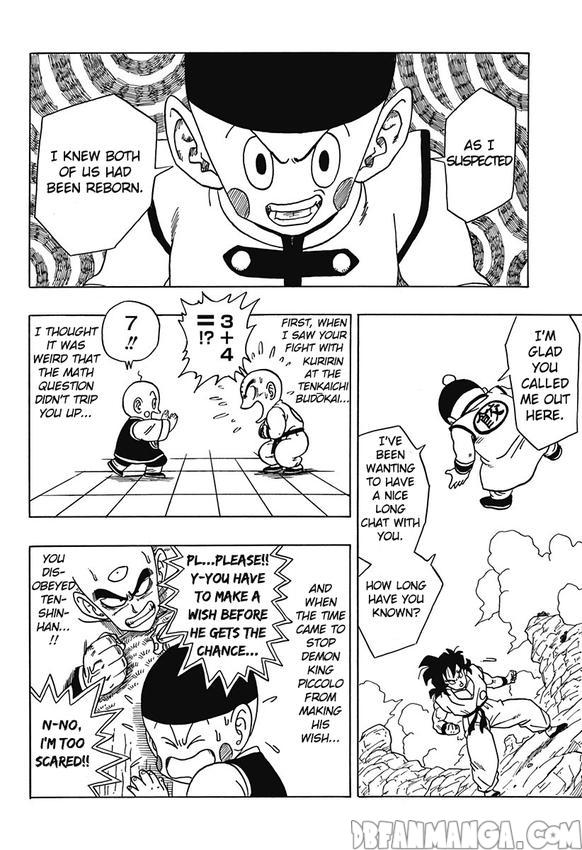 AS I
SUSPECTED
I KNEW BOTH
OF US HAD
BEEN REBORN.
I'M
GLAD
YOU
CALLED
ME OUT
HERE.
I'VE
BEEN
WANTING
TO HAVE
A NICE
LONG
CHAT WITH
YOU.
HOW LONG
HAVE YOU
KNOWN?
FIRST, WHEN
I SAW YOUR
FIGHT WITH
KURIRIN
AT THE
TENKAICHI
BUDOKAI...
3+4
=!?
7!!
I THOUGHT
IT WAS
WEIRD THAT
THE MATH
QUESTION
DIDN'T TRIP
YOU UP...
AND
WHEN
THE TIME
CAME TO
STOP
DEMON
KING
PICCOLO
FROM
MAKING
HIS
WISH...
PL...PLEASE!!
Y-YOU HAVE
TO MAKE A
WISH BEFORE
HE GETS THE
CHANCE...
YOU
DIS-
OBEYED
TEN-
SHIN-
HAN...
!!
N-NO,
I'M TOO
SCARED!!
DBFANMANGA.COM